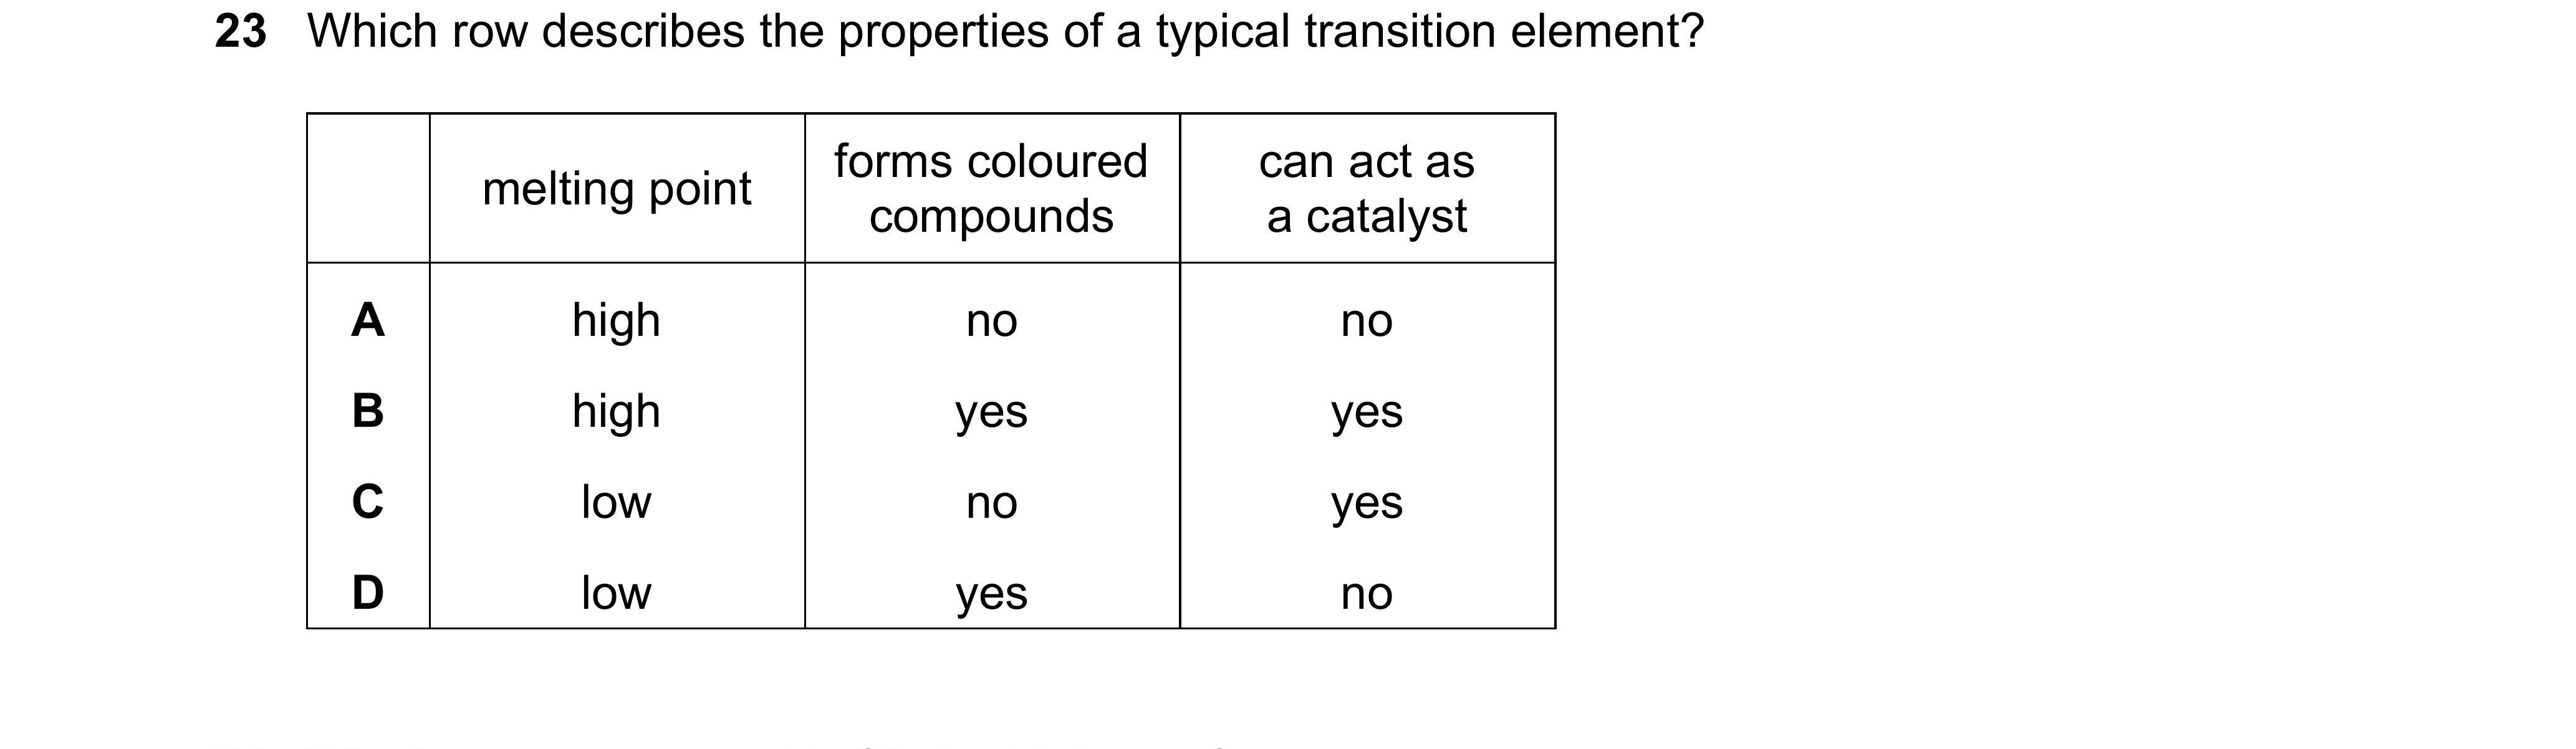 23 Which row describes the properties of a typical transition element?
melting point
forms coloured
compounds
can act as
a catalyst
A high no no
B high yes yes
C low no yes
D low yes no